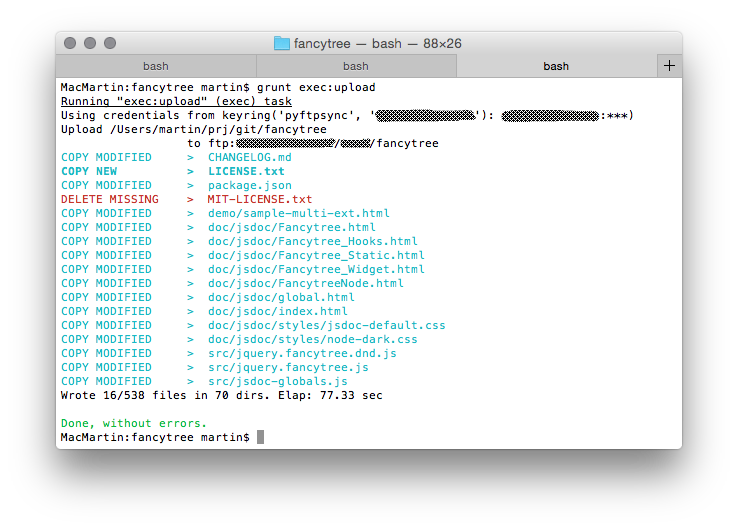 fancytree — bash — 88×26
bash bash bash +
MacMartin:fancytree martin$ grunt exec:upload
Running "exec:upload" (exec) task
Using credentials from keyring('pyftpsync', ' '): :***)
Upload /Users/martin/prj/git/fancytree
to ftp: / /fancytree
COPY MODIFIED > CHANGELOG.md
COPY NEW > LICENSE.txt
COPY MODIFIED > package.json
DELETE MISSING > MIT-LICENSE.txt
COPY MODIFIED > demo/sample-multi-ext.html
COPY MODIFIED > doc/jsdoc/Fancytree.html
COPY MODIFIED > doc/jsdoc/Fancytree_Hooks.html
COPY MODIFIED > doc/jsdoc/Fancytree_Static.html
COPY MODIFIED > doc/jsdoc/Fancytree_Widget.html
COPY MODIFIED > doc/jsdoc/FancytreeNode.html
COPY MODIFIED > doc/jsdoc/global.html
COPY MODIFIED > doc/jsdoc/index.html
COPY MODIFIED > doc/jsdoc/styles/jsdoc-default.css
COPY MODIFIED > doc/jsdoc/styles/node-dark.css
COPY MODIFIED > src/jquery.fancytree.dnd.js
COPY MODIFIED > src/jquery.fancytree.js
COPY MODIFIED > src/jsdoc-globals.js
Wrote 16/538 files in 70 dirs. Elap: 77.33 sec
Done, without errors.
MacMartin:fancytree martin$